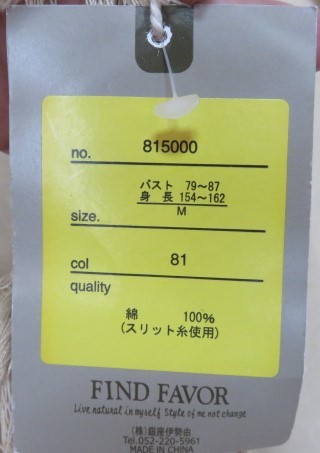 no. 815000
バスト 79~87
身長 154~162
size. M
col 81
quality
綿 100%
(スリット糸使用)
FIND FAVOR
Live natural in myself Style of me not change
(株)銀座伊勢由
Tel.052-220-5961
MADE IN CHINA